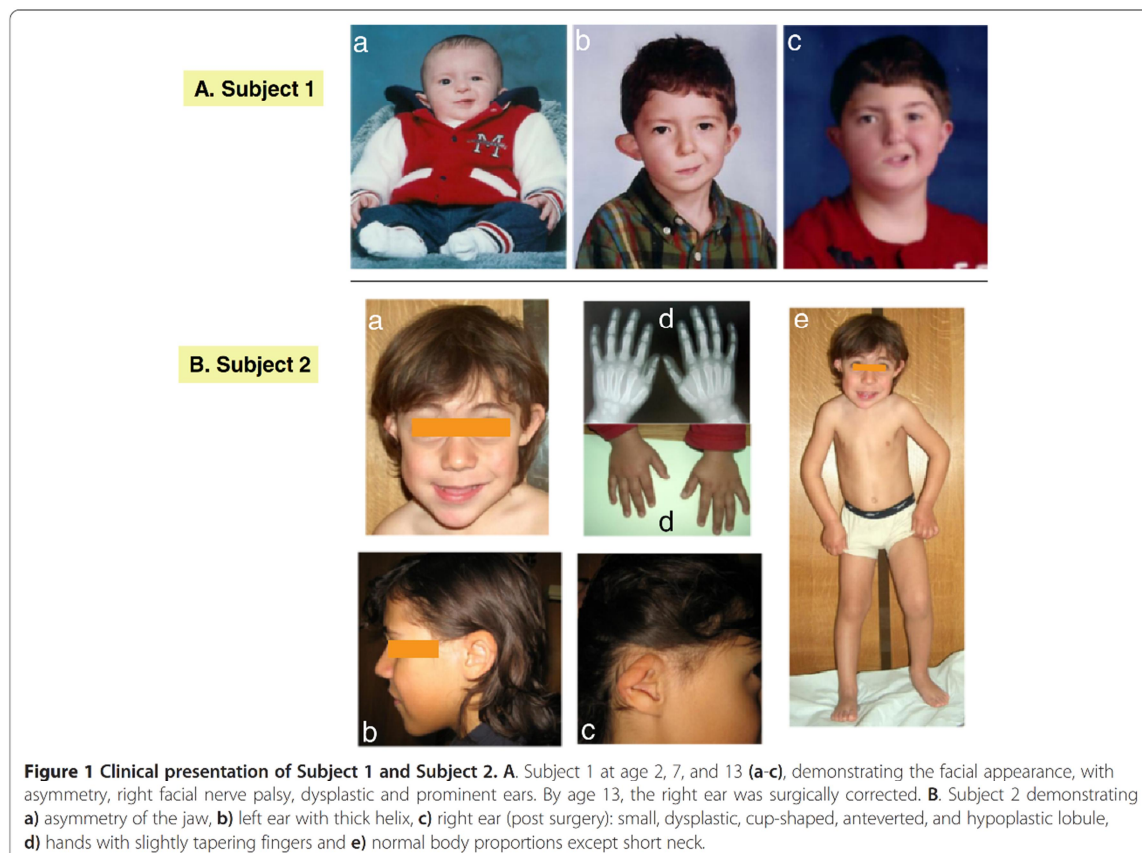 a
b
c
A. Subject 1
a
d
e
B. Subject 2
d
b
c
M
Figure 1 Clinical presentation of Subject 1 and Subject 2. A. Subject 1 at age 2, 7, and 13 (a-c), demonstrating the facial appearance, with
asymmetry, right facial nerve palsy, dysplastic and prominent ears. By age 13, the right ear was surgically corrected. B. Subject 2 demonstrating
a) asymmetry of the jaw, b) left ear with thick helix, c) right ear (post surgery): small, dysplastic, cup-shaped, anteverted, and hypoplastic lobule,
d) hands with slightly tapering fingers and e) normal body proportions except short neck.